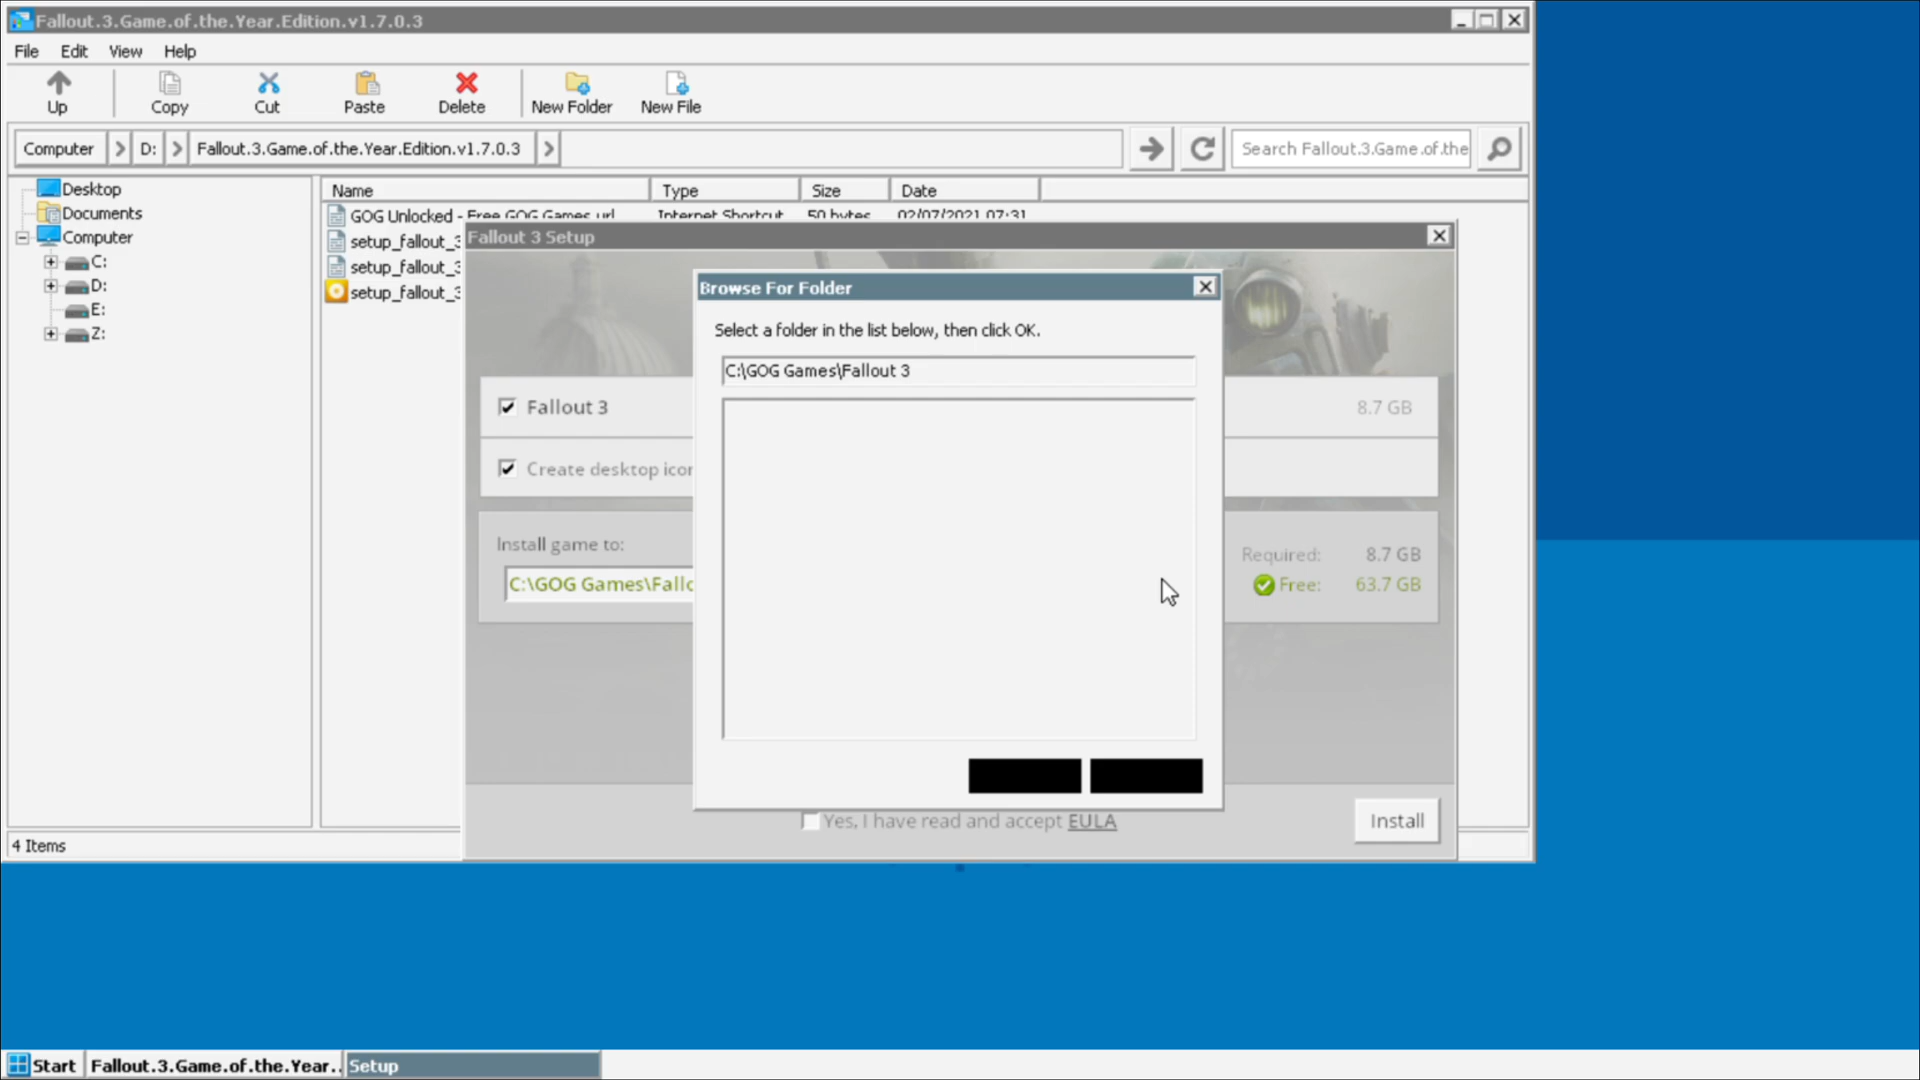 Fallout.3.Game.of.the.Year.Edition.v1.7.0.3
File Edit View Help
Up Copy Cut Paste Delete New Folder New File
Computer D: Fallout.3.Game.of.the.Year.Edition.v1.7.0.3 Search Fallout.3.Game.of.the
Desktop
Documents
Computer
C:
D:
E:
Z:
Name Type Size Date
GOG Unlocked - Free GOG Games.url Internet Shortcut 50 bytes 02/07/2021 07:31
setup_fallout_3
setup_fallout_3
setup_fallout_3
Fallout 3 Setup
Browse For Folder
Select a folder in the list below, then click OK.
C:\GOG Games\Fallout 3
Fallout 3 8.7 GB
Create desktop icon
Install game to:
C:\GOG Games\Fallo
Required: 8.7 GB
Free: 63.7 GB
Yes, I have read and accept EULA
Install
4 Items
Start Fallout.3.Game.of.the.Year.. Setup